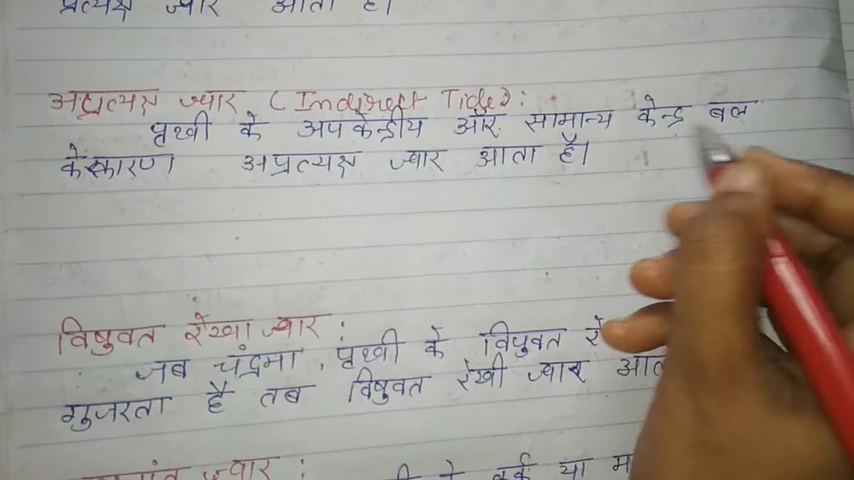 प्रत्यक्ष ज्वार आता है।
अप्रत्यक्ष ज्वार (Indirect Tide):
पृथ्वी के अपकेन्द्रीय और सामान्य केन्द्र बल
के कारण अप्रत्यक्ष ज्वार आता है।
विषुवत रेखा ज्वार :
जब चंद्रमा, पृथ्वी के विषुवत रे
गुजरता है तब विषुवत रेखी ज्वार आत
ज्वार :
के कर्क या म